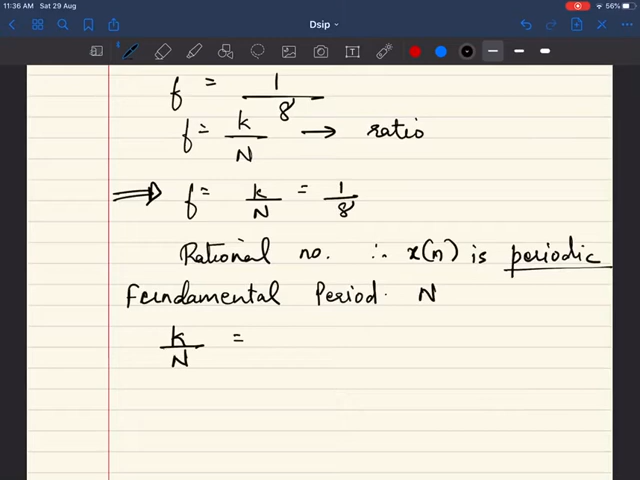 11:36 AM Sat 29 Aug
56%
Dsip
f = 1/8
f = k/N → ratio
⇒ f = k/N = 1/8
Rational no. ∴ x(n) is periodic
Fundamental Period. N
k/N =